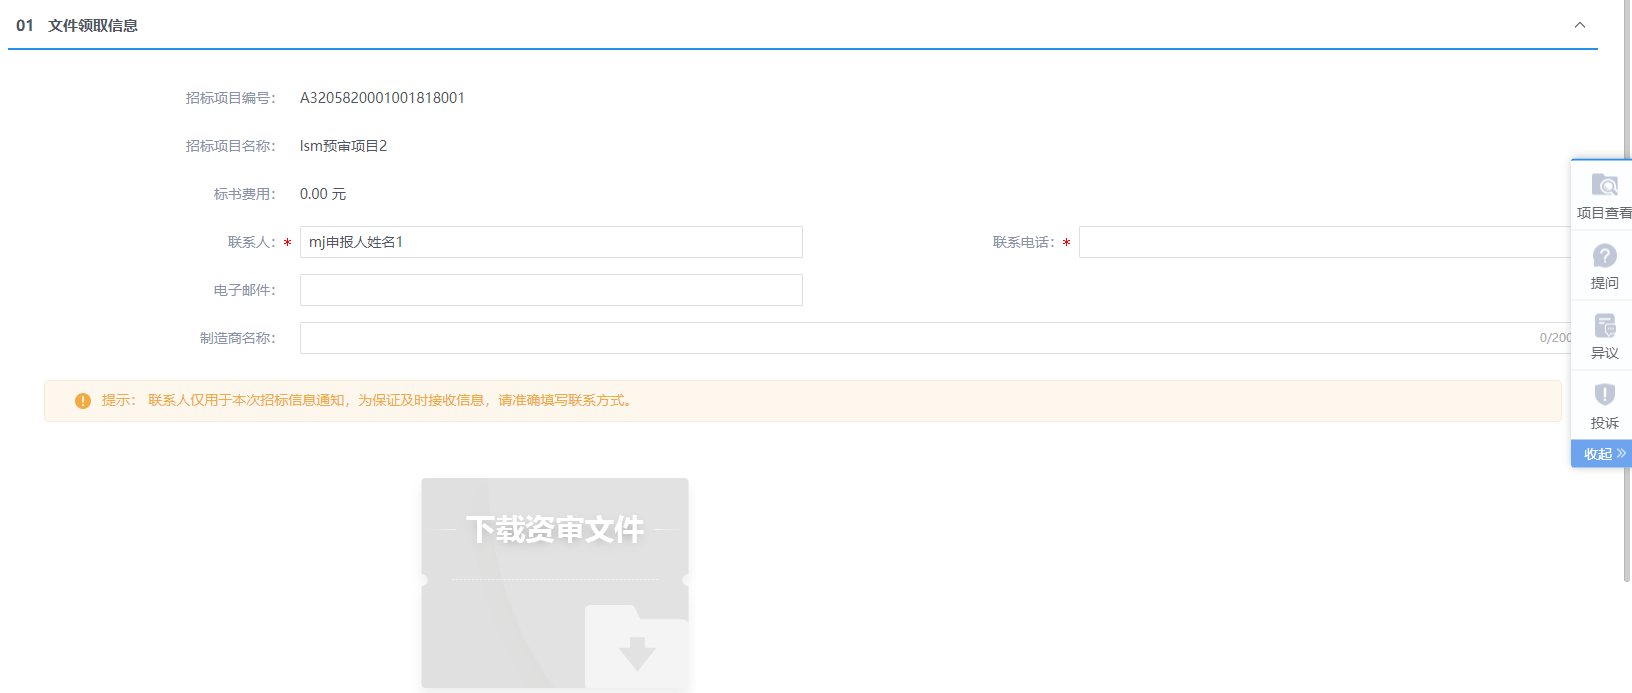 01 文件领取信息
招标项目编号： A3205820001001818001
招标项目名称： lsm预审项目2
标书费用： 0.00 元
联系人：* mj申报人姓名1 联系电话：*
电子邮件：
制造商名称： 0/200
提示： 联系人仅用于本次招标信息通知，为保证及时接收信息，请准确填写联系方式。
下载资审文件
项目查看
提问
异议
投诉
收起